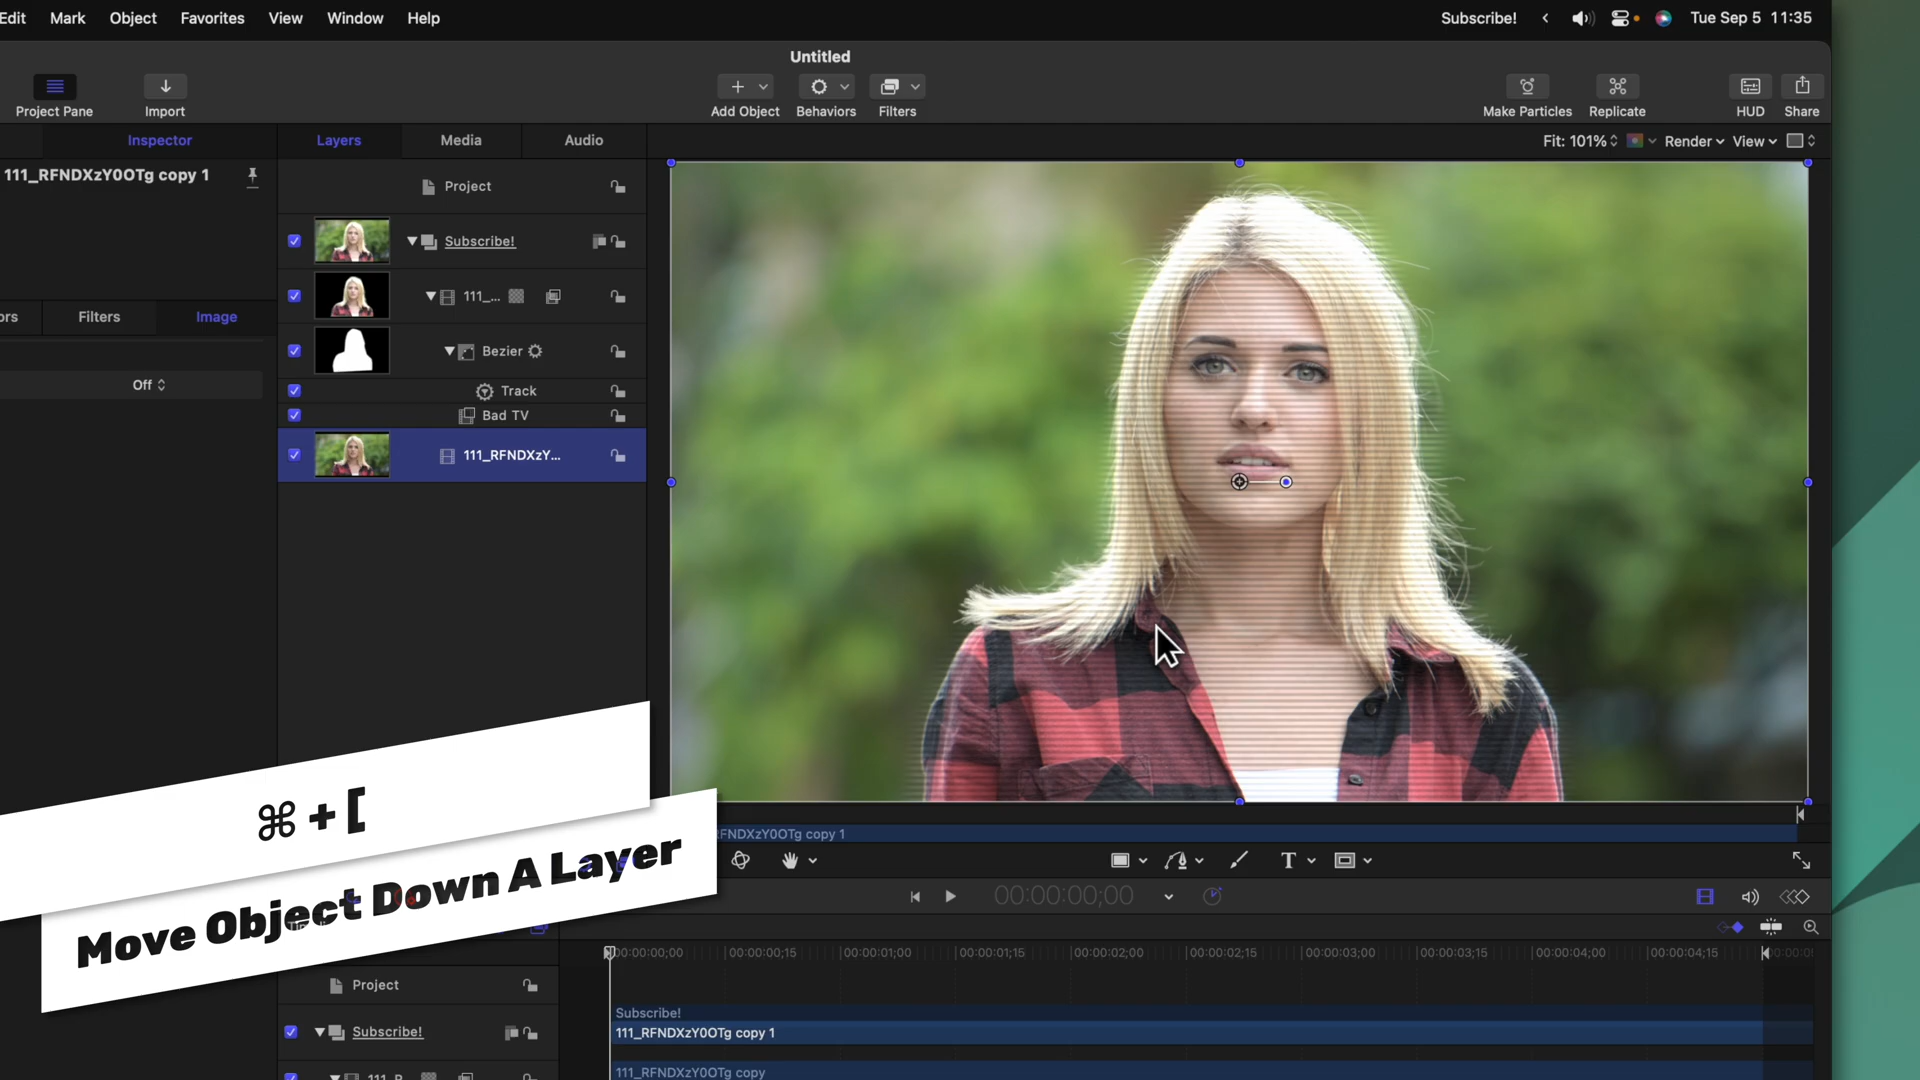 Edit Mark Object Favorites View Window Help
Subscribe! Tue Sep 5 11:35
Untitled
Project Pane Import Add Object Behaviors Filters Make Particles Replicate HUD Share
Inspector Layers Media Audio
Fit: 101% Render View
111_RFNDXzY0OTg copy 1
Project
Subscribe!
111_...
ors Filters Image
Bezier
Off
Track
Bad TV
111_RFNDXzY...
⌘+[
Move Object Down A Layer
FNDXzY0OTg copy 1
T
00:00:00;00
00:00:00;00 00:00:00;15 00:00:01;00 00:00:01;15 00:00:02;00 00:00:02;15 00:00:03;00 00:00:03;15 00:00:04;00 00:00:04;15
Project
Subscribe!
Subscribe!
111_RFNDXzY0OTg copy 1
111_RFNDXzY0OTg copy